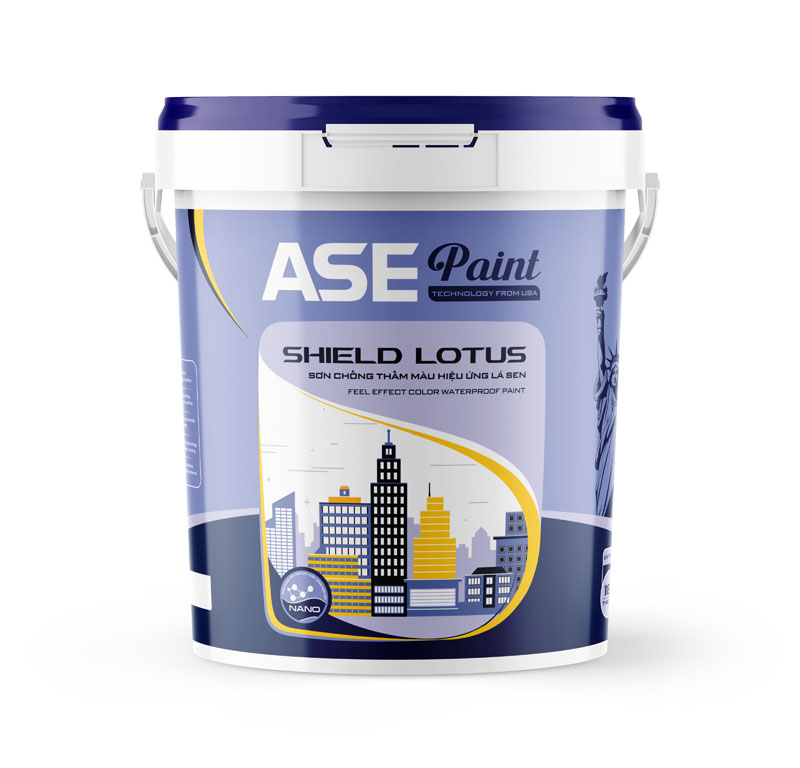 ASE Paint
TECHNOLOGY FROM USA
SHIELD LOTUS
SƠN CHỐNG THẤM MÀU HIỆU ỨNG LÁ SEN
FEEL EFFECT COLOR WATERPROOF PAINT
NANO